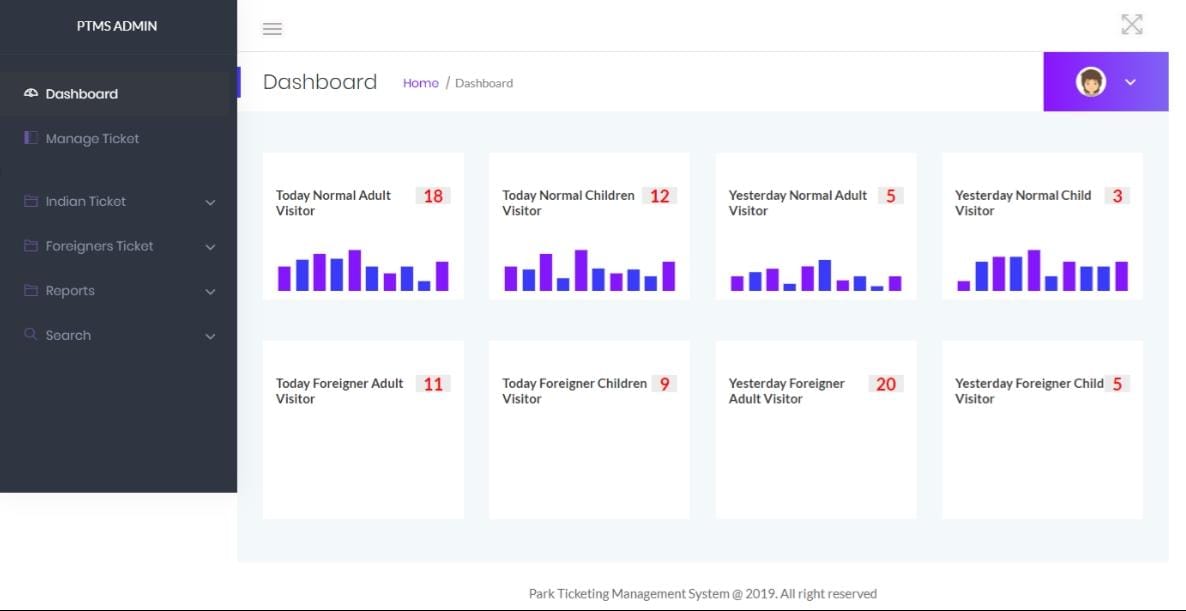 PTMS ADMIN
Dashboard
Manage Ticket
Indian Ticket
Foreigners Ticket
Reports
Search
Dashboard Home / Dashboard
Today Normal Adult 18
Visitor
Today Normal Children 12
Visitor
Yesterday Normal Adult 5
Visitor
Yesterday Normal Child 3
Visitor
Today Foreigner Adult 11
Visitor
Today Foreigner Children 9
Visitor
Yesterday Foreigner 20
Adult Visitor
Yesterday Foreigner Child 5
Visitor
Park Ticketing Management System @ 2019. All right reserved